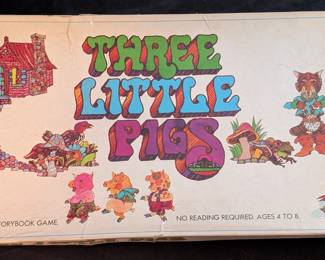 THREE
LITTLE
PIGS
STORYBOOK GAME. NO READING REQUIRED. AGES 4 TO 8.